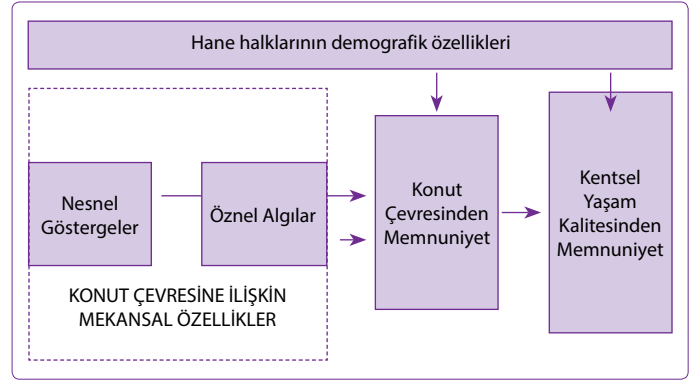 Hane halklarının demografik özellikleri
Nesnel
Göstergeler
Öznel Algılar
KONUT ÇEVRESİNE İLİŞKİN
MEKANSAL ÖZELLİKLER
Konut
Çevresinden
Memnuniyet
Kentsel
Yaşam
Kalitesinden
Memnuniyet